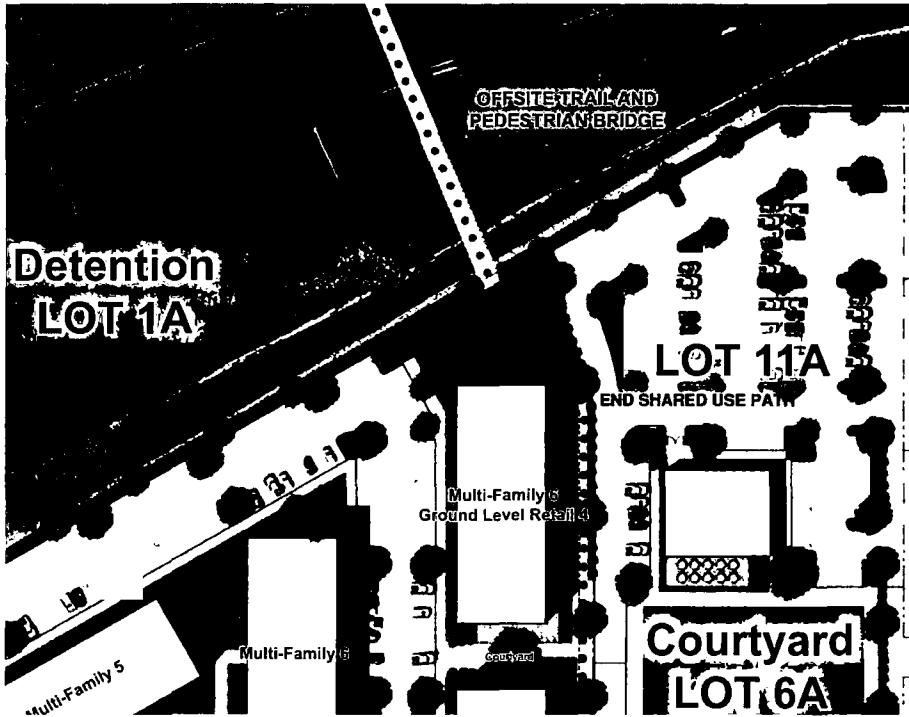 OFFSITE TRAIL AND
PEDESTRIAN BRIDGE
Detention
LOT 1A
LOT 11A
END SHARED USE PATH
Multi-Family 6
Ground Level Retail 4
Multi-Family 6
Multi-Family 5
Courtyard
Courtyard
LOT 6A